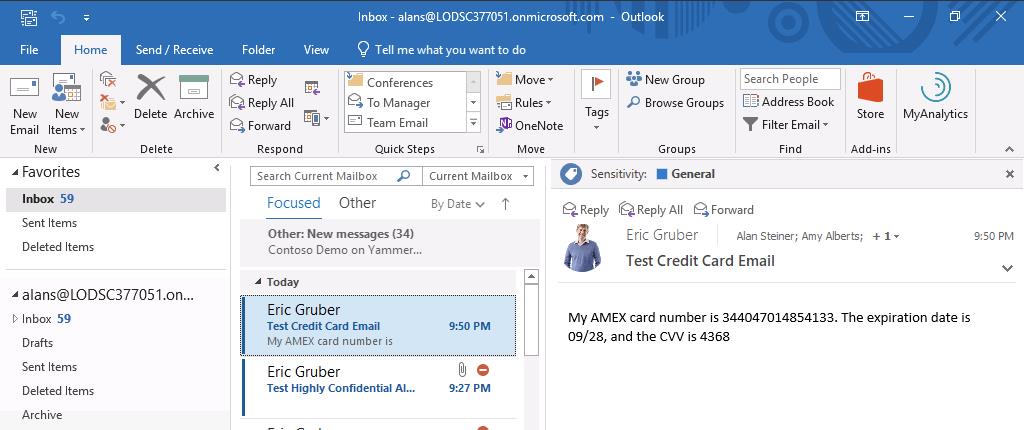 Inbox - alans@LODSC377051.onmicrosoft.com - Outlook
File Home Send / Receive Folder View Tell me what you want to do
New Email
New Items
New
Delete
Archive
Delete
Reply
Reply All
Forward
Respond
Conferences
To Manager
Team Email
Quick Steps
Move
Rules
OneNote
Move
Tags
New Group
Browse Groups
Groups
Search People
Address Book
Filter Email
Find
Store
Add-ins
MyAnalytics
Favorites
Inbox 59
Sent Items
Deleted Items
alans@LODSC377051.on...
Inbox 59
Drafts
Sent Items
Deleted Items
Archive
Search Current Mailbox Current Mailbox
Focused Other By Date
Other: New messages (34)
Contoso Demo on Yammer...
Today
Eric Gruber
Test Credit Card Email 9:50 PM
My AMEX card number is
Eric Gruber
Test Highly Confidential Al... 9:27 PM
Sensitivity: General
Reply Reply All Forward
Eric Gruber Alan Steiner; Amy Alberts; + 1 9:50 PM
Test Credit Card Email
My AMEX card number is 344047014854133. The expiration date is
09/28, and the CVV is 4368